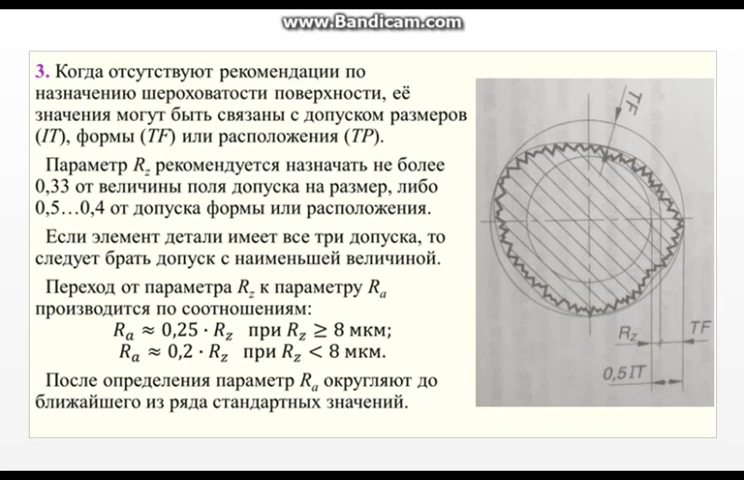 www.Bandicam.com
3. Когда отсутствуют рекомендации по
назначению шероховатости поверхности, её
значения могут быть связаны с допуском размеров
(IT), формы (TF) или расположения (TP).
Параметр Rz рекомендуется назначать не более
0,33 от величины поля допуска на размер, либо
0,5…0,4 от допуска формы или расположения.
Если элемент детали имеет все три допуска, то
следует брать допуск с наименьшей величиной.
Переход от параметра Rz к параметру Ra
производится по соотношениям:
Ra ≈ 0,25 · Rz при Rz ≥ 8 мкм;
Ra ≈ 0,2 · Rz при Rz < 8 мкм.
После определения параметр Ra округляют до
ближайшего из ряда стандартных значений.
TF
Rz TF
0,5IT